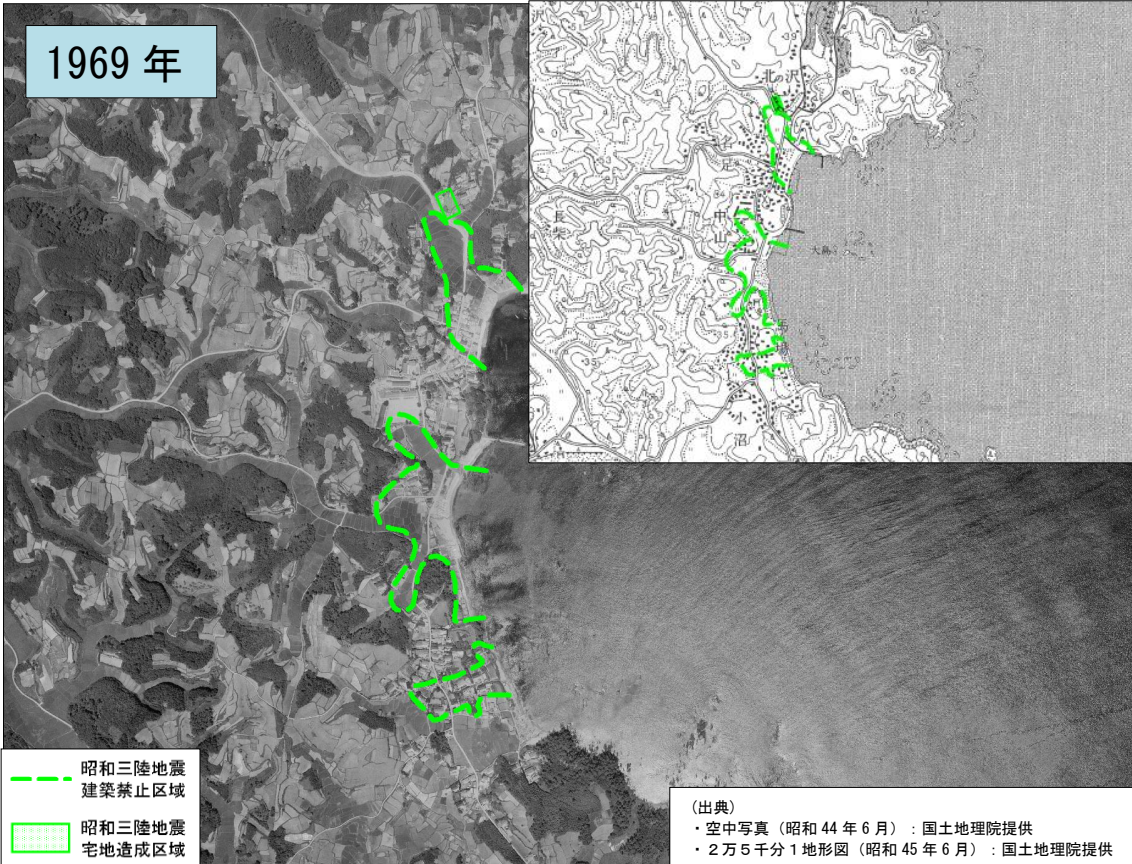 1969 年
39
北の沢
38
中
山
大島
長
柴
35
小
沼
昭和三陸地震
建築禁止区域
昭和三陸地震
宅地造成区域
(出典)
・空中写真（昭和 44 年 6 月）：国土地理院提供
・２万５千分１地形図（昭和 45 年 6 月）：国土地理院提供